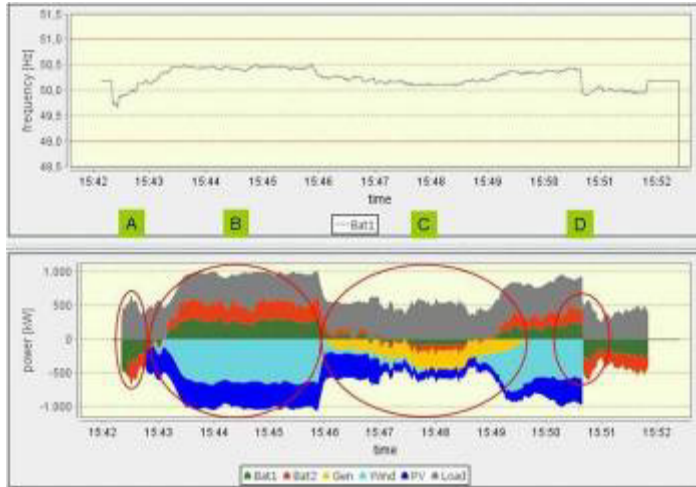 51,5
51,0
50,5
50,0
49,5
49,0
48,5
frequency [Hz]
15:42 15:43 15:44 15:45 15:46 15:47 15:48 15:49 15:50 15:51 15:52
time
A B C D
Bat1
1.000
500
0
-500
-1.000
power [kW]
15:42 15:43 15:44 15:45 15:46 15:47 15:48 15:49 15:50 15:51 15:52
time
Bat1 Bat2 Gen Wind PV Load